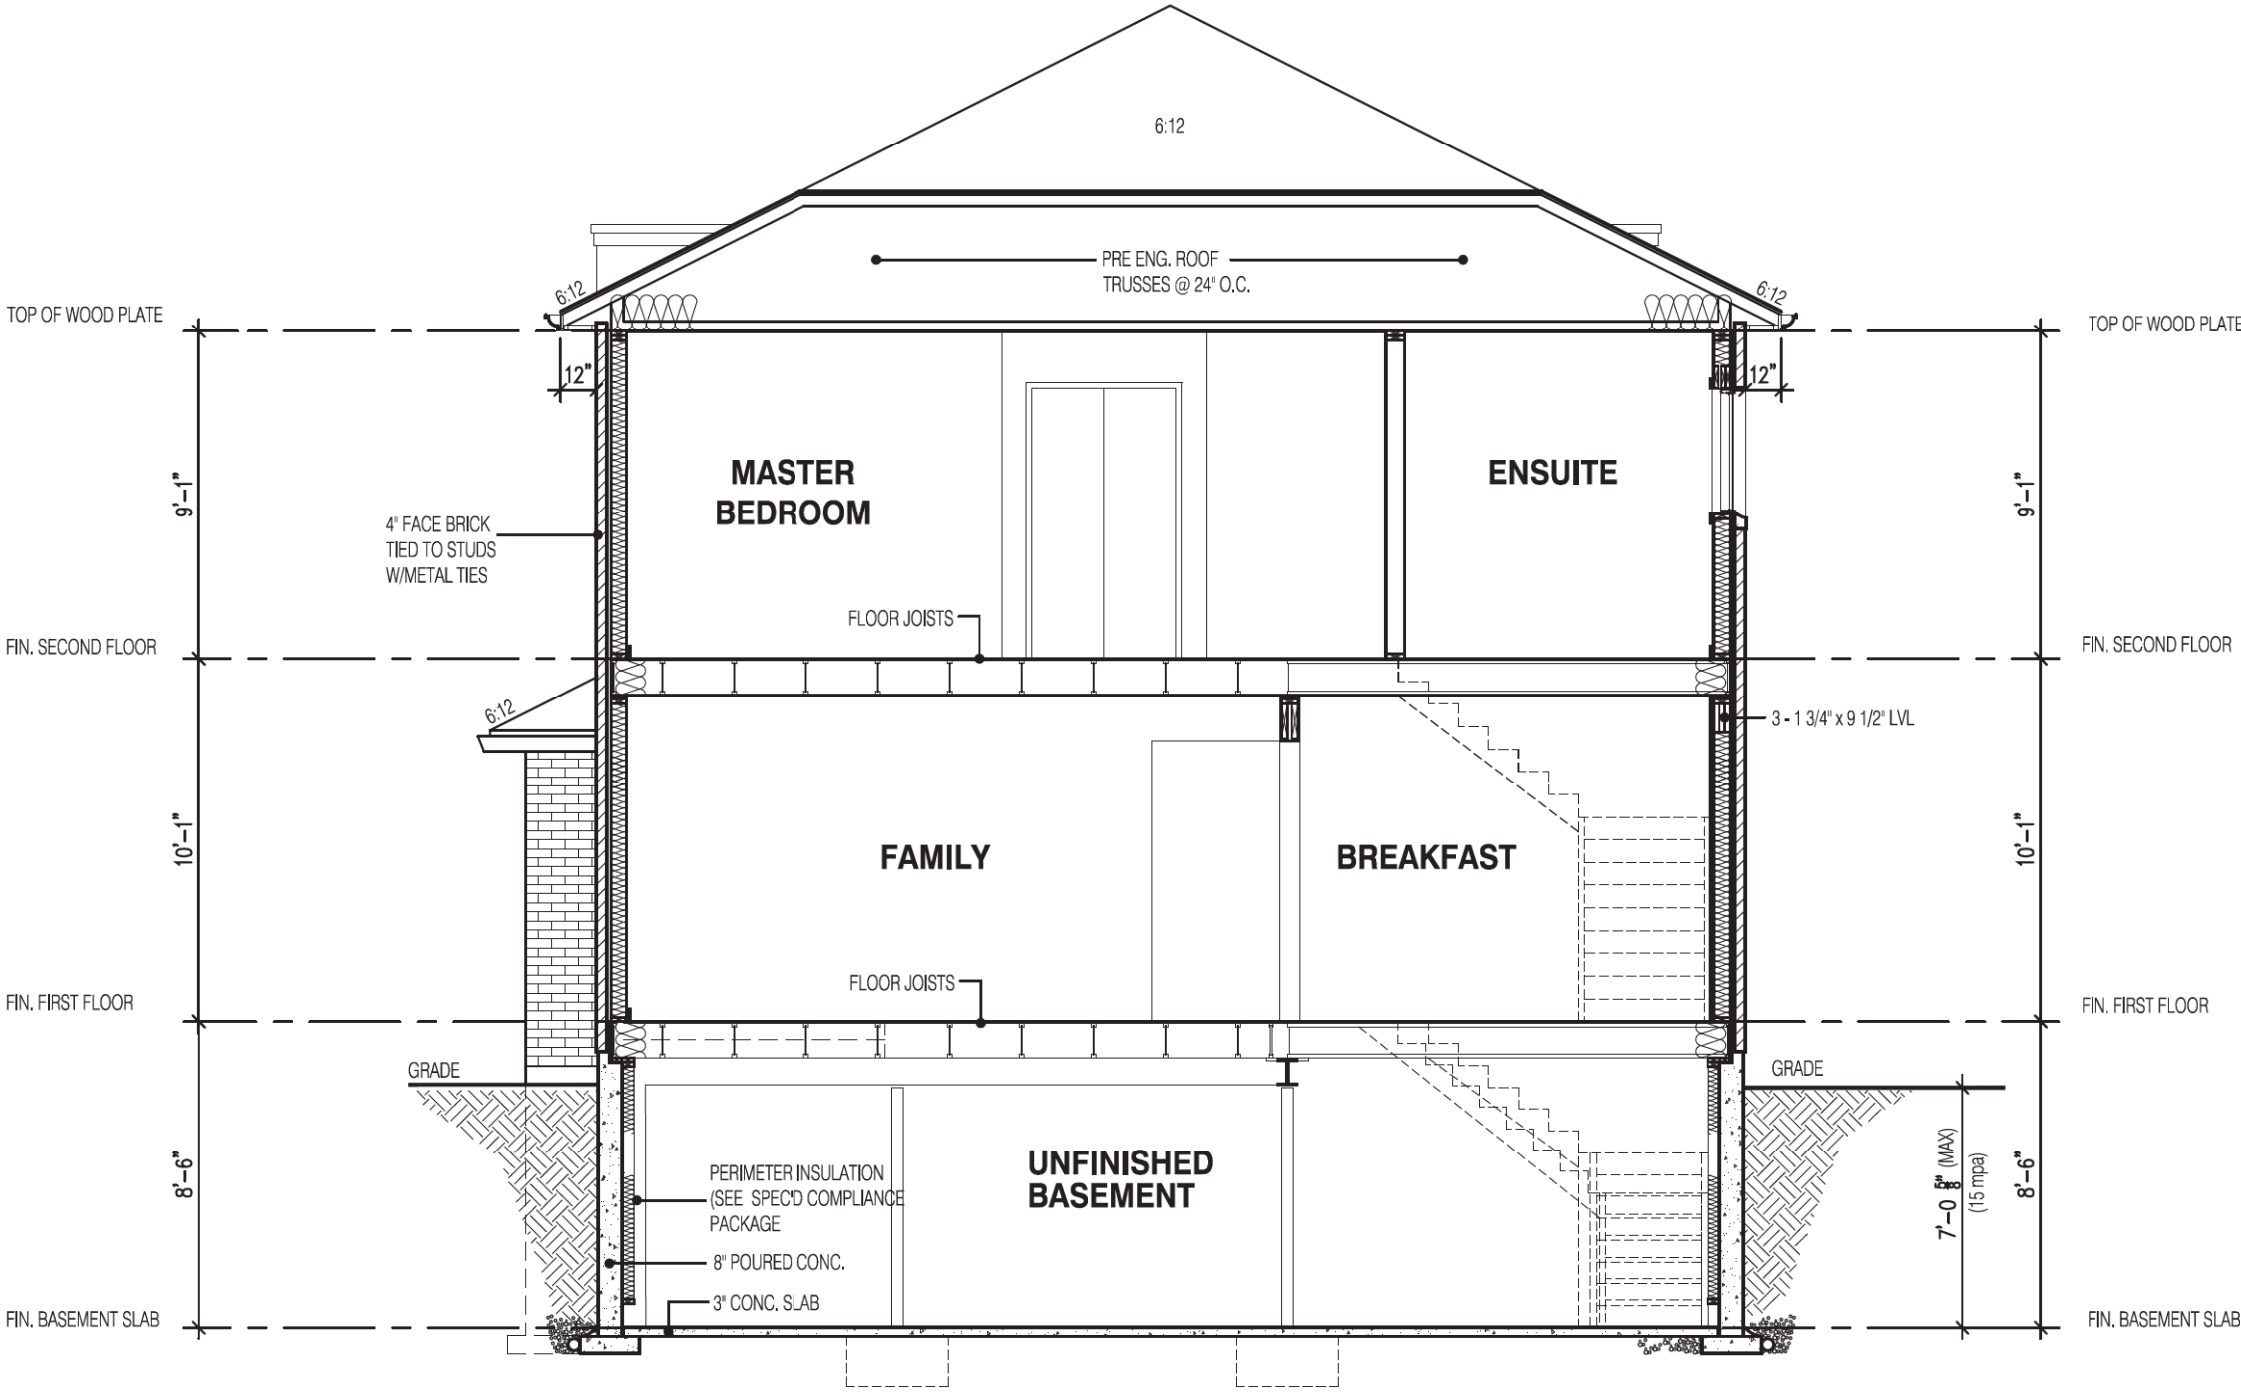 6:12
PRE ENG. ROOF
TRUSSES @ 24" O.C.
6:12
6:12
TOP OF WOOD PLATE
TOP OF WOOD PLATE
12"
12"
MASTER
BEDROOM
ENSUITE
9'-1"
9'-1"
4" FACE BRICK
TIED TO STUDS
W/METAL TIES
FLOOR JOISTS
FIN. SECOND FLOOR
FIN. SECOND FLOOR
6:12
3 - 1 3/4" x 9 1/2" LVL
10'-1"
10'-1"
FAMILY
BREAKFAST
FLOOR JOISTS
FIN. FIRST FLOOR
FIN. FIRST FLOOR
GRADE
GRADE
8'-6"
PERIMETER INSULATION
(SEE SPEC'D COMPLIANCE
PACKAGE
UNFINISHED
BASEMENT
7'-0 5/8" (MAX)
(15 mpa)
8'-6"
8" POURED CONC.
3" CONC. SLAB
FIN. BASEMENT SLAB
FIN. BASEMENT SLAB